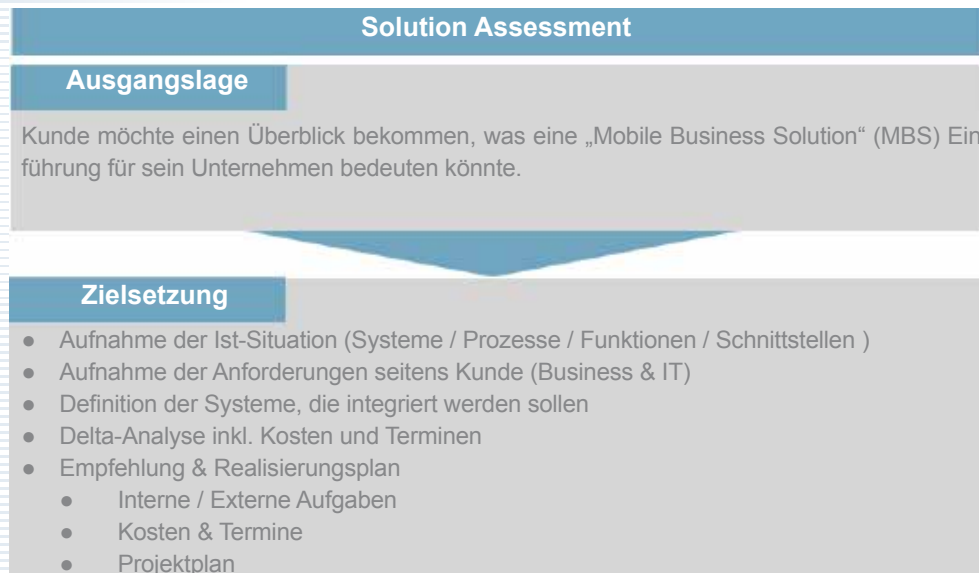 Solution Assessment
Ausgangslage
Kunde möchte einen Überblick bekommen, was eine „Mobile Business Solution“ (MBS) Ein
führung für sein Unternehmen bedeuten könnte.
Zielsetzung
● Aufnahme der Ist-Situation (Systeme / Prozesse / Funktionen / Schnittstellen )
● Aufnahme der Anforderungen seitens Kunde (Business & IT)
● Definition der Systeme, die integriert werden sollen
● Delta-Analyse inkl. Kosten und Terminen
● Empfehlung & Realisierungsplan
● Interne / Externe Aufgaben
● Kosten & Termine
● Projektplan